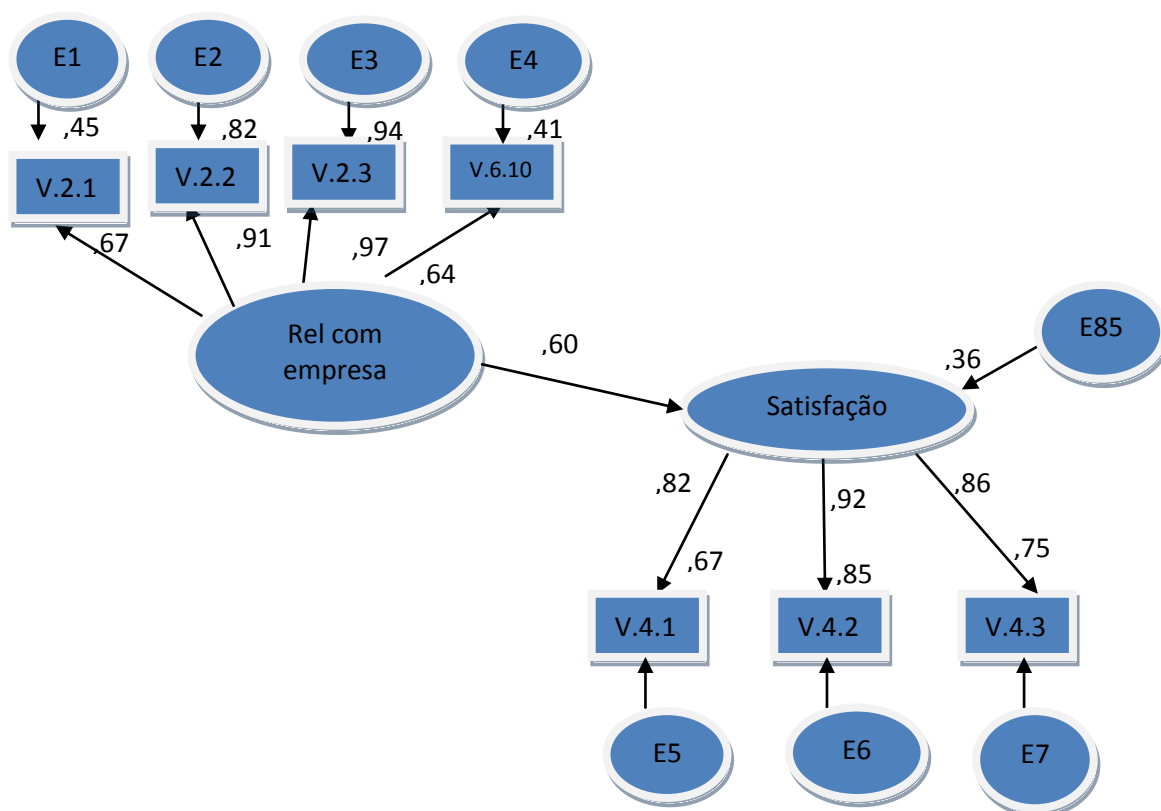 E1
E2
E3
E4
,45
,82
,94
,41
V.2.1
V.2.2
V.2.3
V.6.10
,67
,91
,97
,64
Rel com
empresa
,60
E85
,36
Satisfação
,82
,92
,86
,67
,85
,75
V.4.1
V.4.2
V.4.3
E5
E6
E7